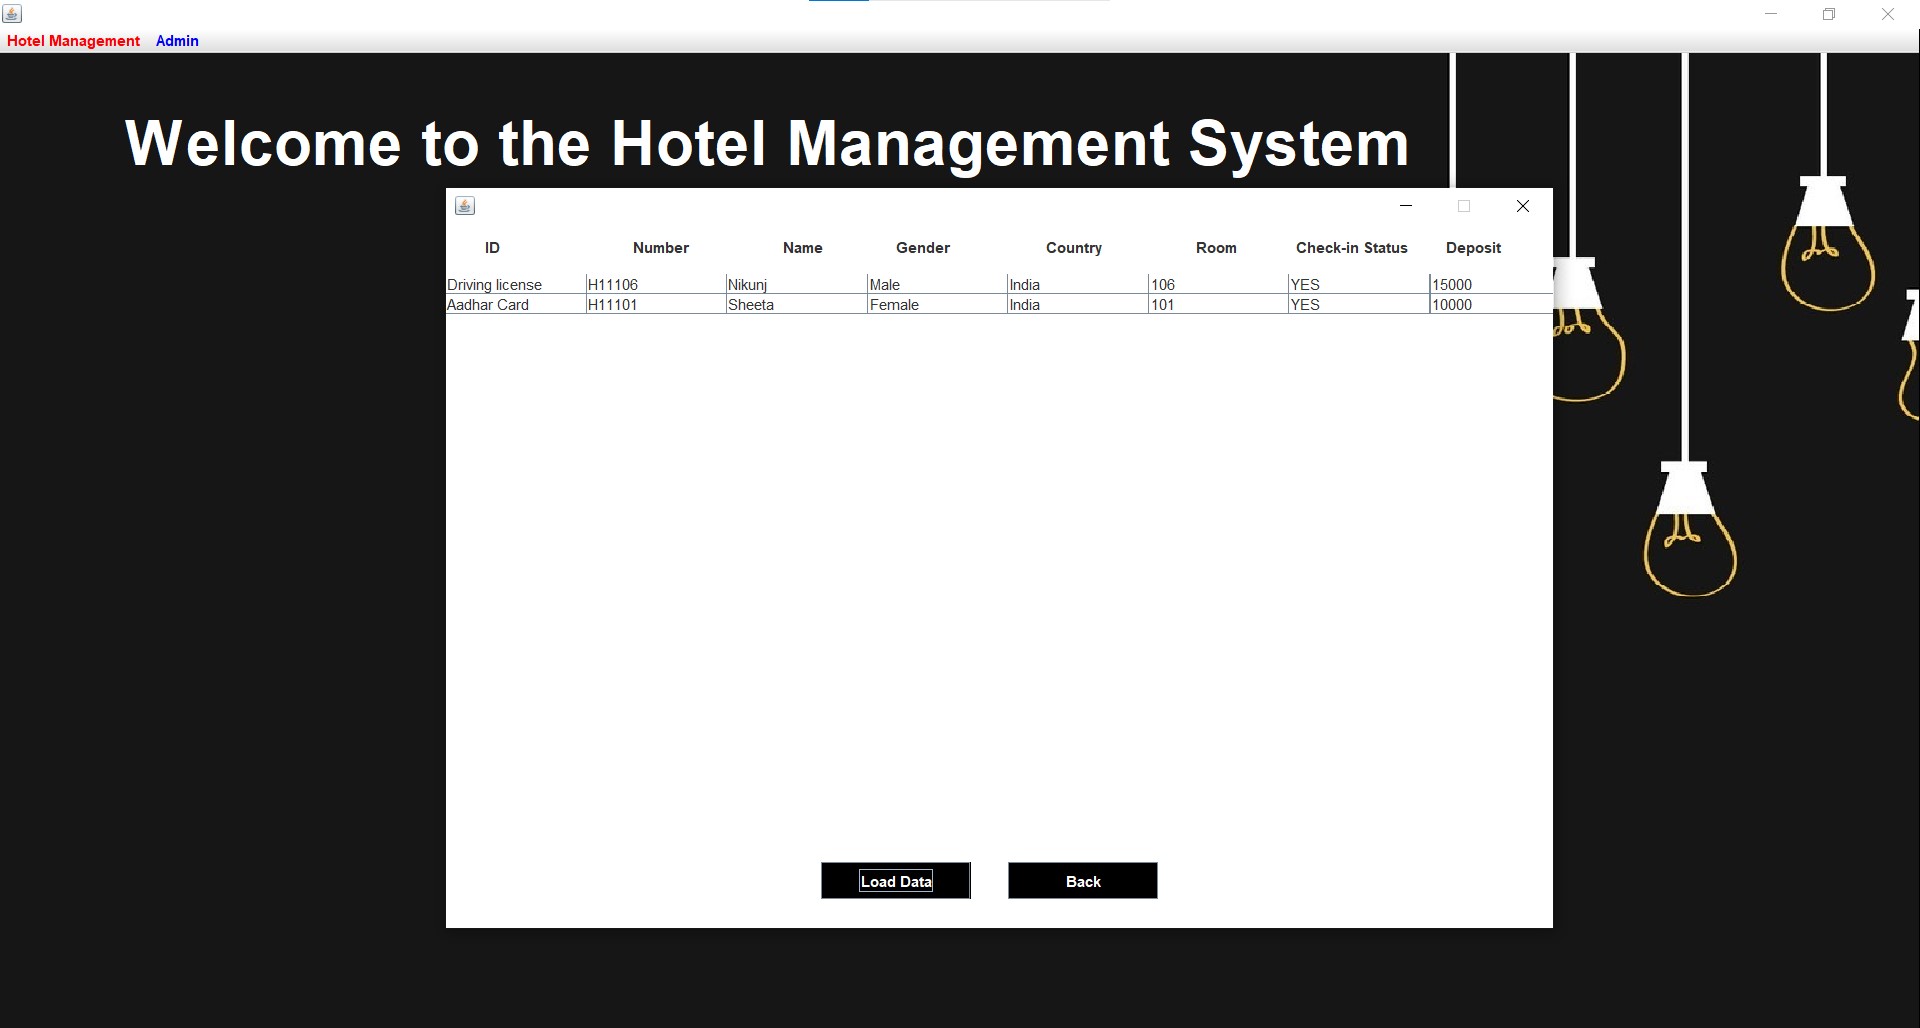 Hotel Management Admin
Welcome to the Hotel Management System
ID Number Name Gender Country Room Check-in Status Deposit
Driving license H11106 Nikunj Male India 106 YES 15000
Aadhar Card H11101 Sheeta Female India 101 YES 10000
Load Data Back